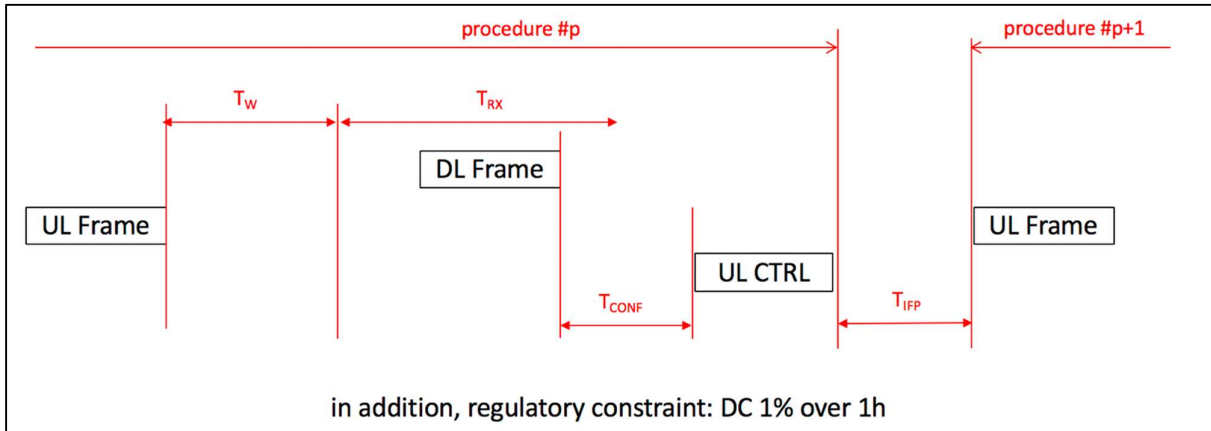 procedure #p
procedure #p+1
TW
TRX
DL Frame
UL Frame
UL Frame
UL CTRL
TCONF
TIFP
in addition, regulatory constraint: DC 1% over 1h